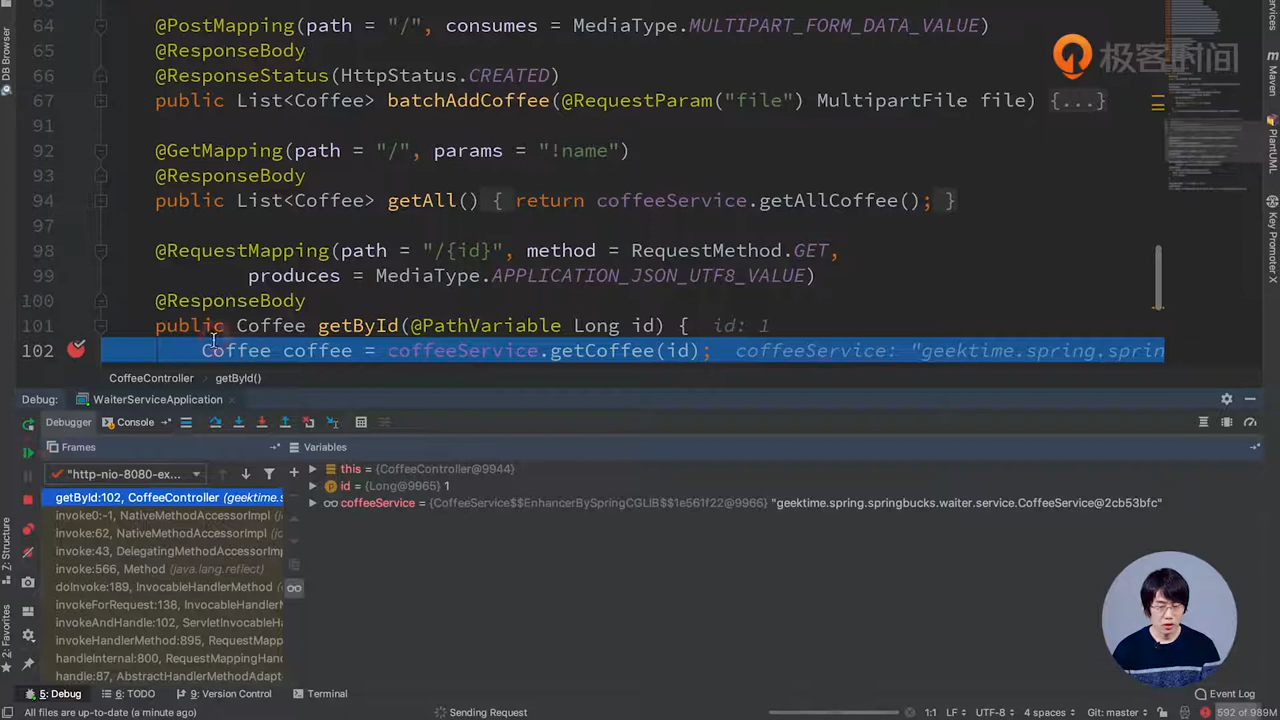 63
64 @PostMapping(path = "/", consumes = MediaType.MULTIPART_FORM_DATA_VALUE)
65 @ResponseBody
66 @ResponseStatus(HttpStatus.CREATED)
67 public List<Coffee> batchAddCoffee(@RequestParam("file") MultipartFile file) {...}
91
92 @GetMapping(path = "/", params = "!name")
93 @ResponseBody
94 public List<Coffee> getAll() { return coffeeService.getAllCoffee(); }
97
98 @RequestMapping(path = "/{id}", method = RequestMethod.GET,
99 produces = MediaType.APPLICATION_JSON_UTF8_VALUE)
100 @ResponseBody
101 public Coffee getById(@PathVariable Long id) { id: 1
102 Coffee coffee = coffeeService.getCoffee(id); coffeeService: "geektime.spring.sprin
极客时间
DB Browser
Services
Maven
PlantUML
Key Promoter X
CoffeeController
getById()
Debug: WaiterServiceApplication
Debugger Console
Frames
Variables
"http-nio-8080-ex...
getById:102, CoffeeController (geektime.s
invoke0:-1, NativeMethodAccessorImpl (j
invoke:62, NativeMethodAccessorImpl (jc
invoke:43, DelegatingMethodAccessorImp
invoke:566, Method (java.lang.reflect)
doInvoke:189, InvocableHandlerMethod (
invokeForRequest:138, InvocableHandlerM
invokeAndHandle:102, ServletInvocableH
invokeHandlerMethod:895, RequestMapp
handleInternal:800, RequestMappingHan
handle:87, AbstractHandlerMethodAdapt
this = {CoffeeController@9944}
id = {Long@9965} 1
coffeeService = {CoffeeService$$EnhancerBySpringCGLIB$$1e561f22@9966} "geektime.spring.springbucks.waiter.service.CoffeeService@2cb53bfc"
Z: Structure
2: Favorites
5: Debug
6: TODO
9: Version Control
Terminal
Event Log
All files are up-to-date (a minute ago)
Sending Request
1:1
LF
UTF-8
4 spaces
Git: master
592 of 989M